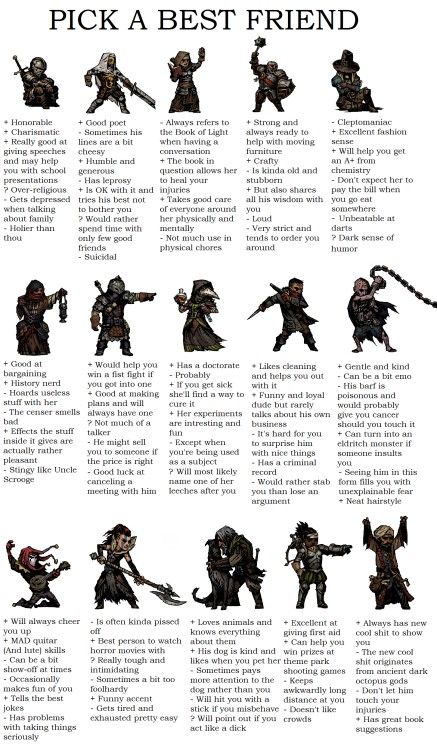 PICK A BEST FRIEND
+ Honorable
+ Charismatic
+ Really good at
giving speeches
and may help
you with school
presentations
? Over-religious
- Gets depressed
when talking
about family
- Holier than
thou
+ Good poet
- Sometimes his
lines are a bit
cheesy
+ Humble and
generous
- Has leprosy
+ Is OK with it and
tries his best not
to bother you
? Would rather
spend time with
only few good
friends
- Suicidal
- Always refers to
the Book of Light
when having a
conversation
+ The book in
question allows her
to heal your
injuries
+ Takes good care
of everyone around
her physically and
mentally
- Not much use in
physical chores
+ Strong and
always ready to
help with moving
furniture
+ Crafty
- Is kinda old and
stubborn
+ But also shares
all his wisdom with
you
- Loud
- Very strict and
tends to order you
around
- Cleptomaniac
+ Excellent fashion
sense
+ Will help you get
an A+ from
chemistry
- Don't expect her to
pay the bill when
you go eat
somewhere
- Unbeatable at
darts
? Dark sense of
humor
+ Good at
bargaining
+ History nerd
- Hoards useless
stuff with her
- The censer smells
bad
+ Effects the stuff
inside it gives are
actually rather
pleasant
- Stingy like Uncle
Scrooge
+ Would help you
win a fist fight if
you got into one
+ Good at making
plans and will
always have one
? Not much of a
talker
- He might sell
you to someone if
the price is right
- Good luck at
canceling a
meeting with him
+ Has a doctorate
- Probably
+ If you get sick
she'll find a way to
cure it
+ Her experiments
are intresting and
fun
- Except when
you're being used
as a subject
? Will most likely
name one of her
leeches after you
+ Likes cleaning
and helps you out
with it
+ Funny and loyal
dude but rarely
talks about his own
business
- It's hard for you
to surprise him
with nice things
- Has a criminal
record
- Would rather stab
you than lose an
argument
+ Gentle and kind
- Can be a bit emo
- His barf is
poisonous and
would probably
give you cancer
should you touch it
+ Can turn into an
eldritch monster if
someone insults
you
- Seeing him in this
form fills you with
unexplainable fear
+ Neat hairstyle
+ Will always cheer
you up
+ MAD quitar
(And lute) skills
- Can be a bit
show-off at times
- Occasionally
makes fun of you
+ Tells the best
jokes
- Has problems
with taking things
seriously
- Is often kinda pissed
off
+ Best person to watch
horror movies with
? Really tough and
intimidating
- Sometimes a bit too
foolhardy
+ Funny accent
- Gets tired and
exhausted pretty easy
+ Loves animals and
knows everything
about them
+ His dog is kind and
likes when you pet her
- Sometimes pays
more attention to the
dog rather than you
- Will hit you with a
stick if you misbehave
? Will point out if you
act like a dick
+ Excellent at
giving first aid
+ Can help you
win prizes at
theme park
shooting games
- Keeps
awkwardly long
distance at you
- Doesn't like
crowds
+ Always has new
cool shit to show
you
- The new cool
shit originates
from ancient dark
octopus gods
- Don't let him
touch your
injuries
+ Has great book
suggestions